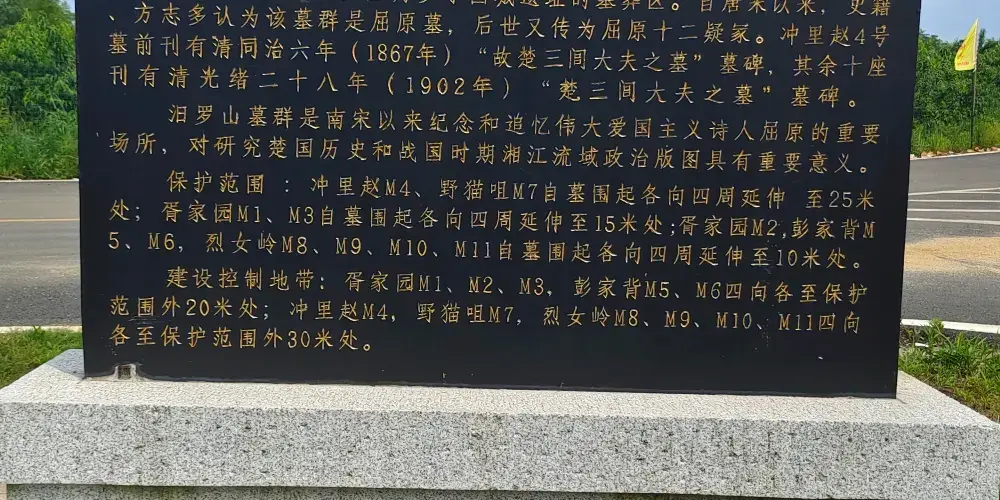 城遗址的墓葬区。自唐末以来，史籍
、方志多认为该墓群是屈原墓，后世又传为屈原十二疑冢。冲里赵4号
墓前刊有清同治六年（1867年）“故楚三闾大夫之墓”墓碑，其余十座
刊有清光绪二十八年（1902年）“楚三闾大夫之墓”墓碑。
汨罗山墓群是南宋以来纪念和追忆伟大爱国主义诗人屈原的重要
场所，对研究楚国历史和战国时期湘江流域政治版图具有重要意义。
保护范围：冲里赵M4、野猫咀M7自墓围起各向四周延伸 至25米
处；胥家园M1、M3自墓围起各向四周延伸至15米处；胥家园M2,彭家背M
5、M6，烈女岭M8、M9、M10、M11自墓围起各向四周延伸至10米处。
建设控制地带：胥家园M1、M2、M3，彭家背M5、M6四向各至保护
范围外20米处；冲里赵M4，野猫咀M7，烈女岭M8、M9、M10、M11四向
各至保护范围外30米处。